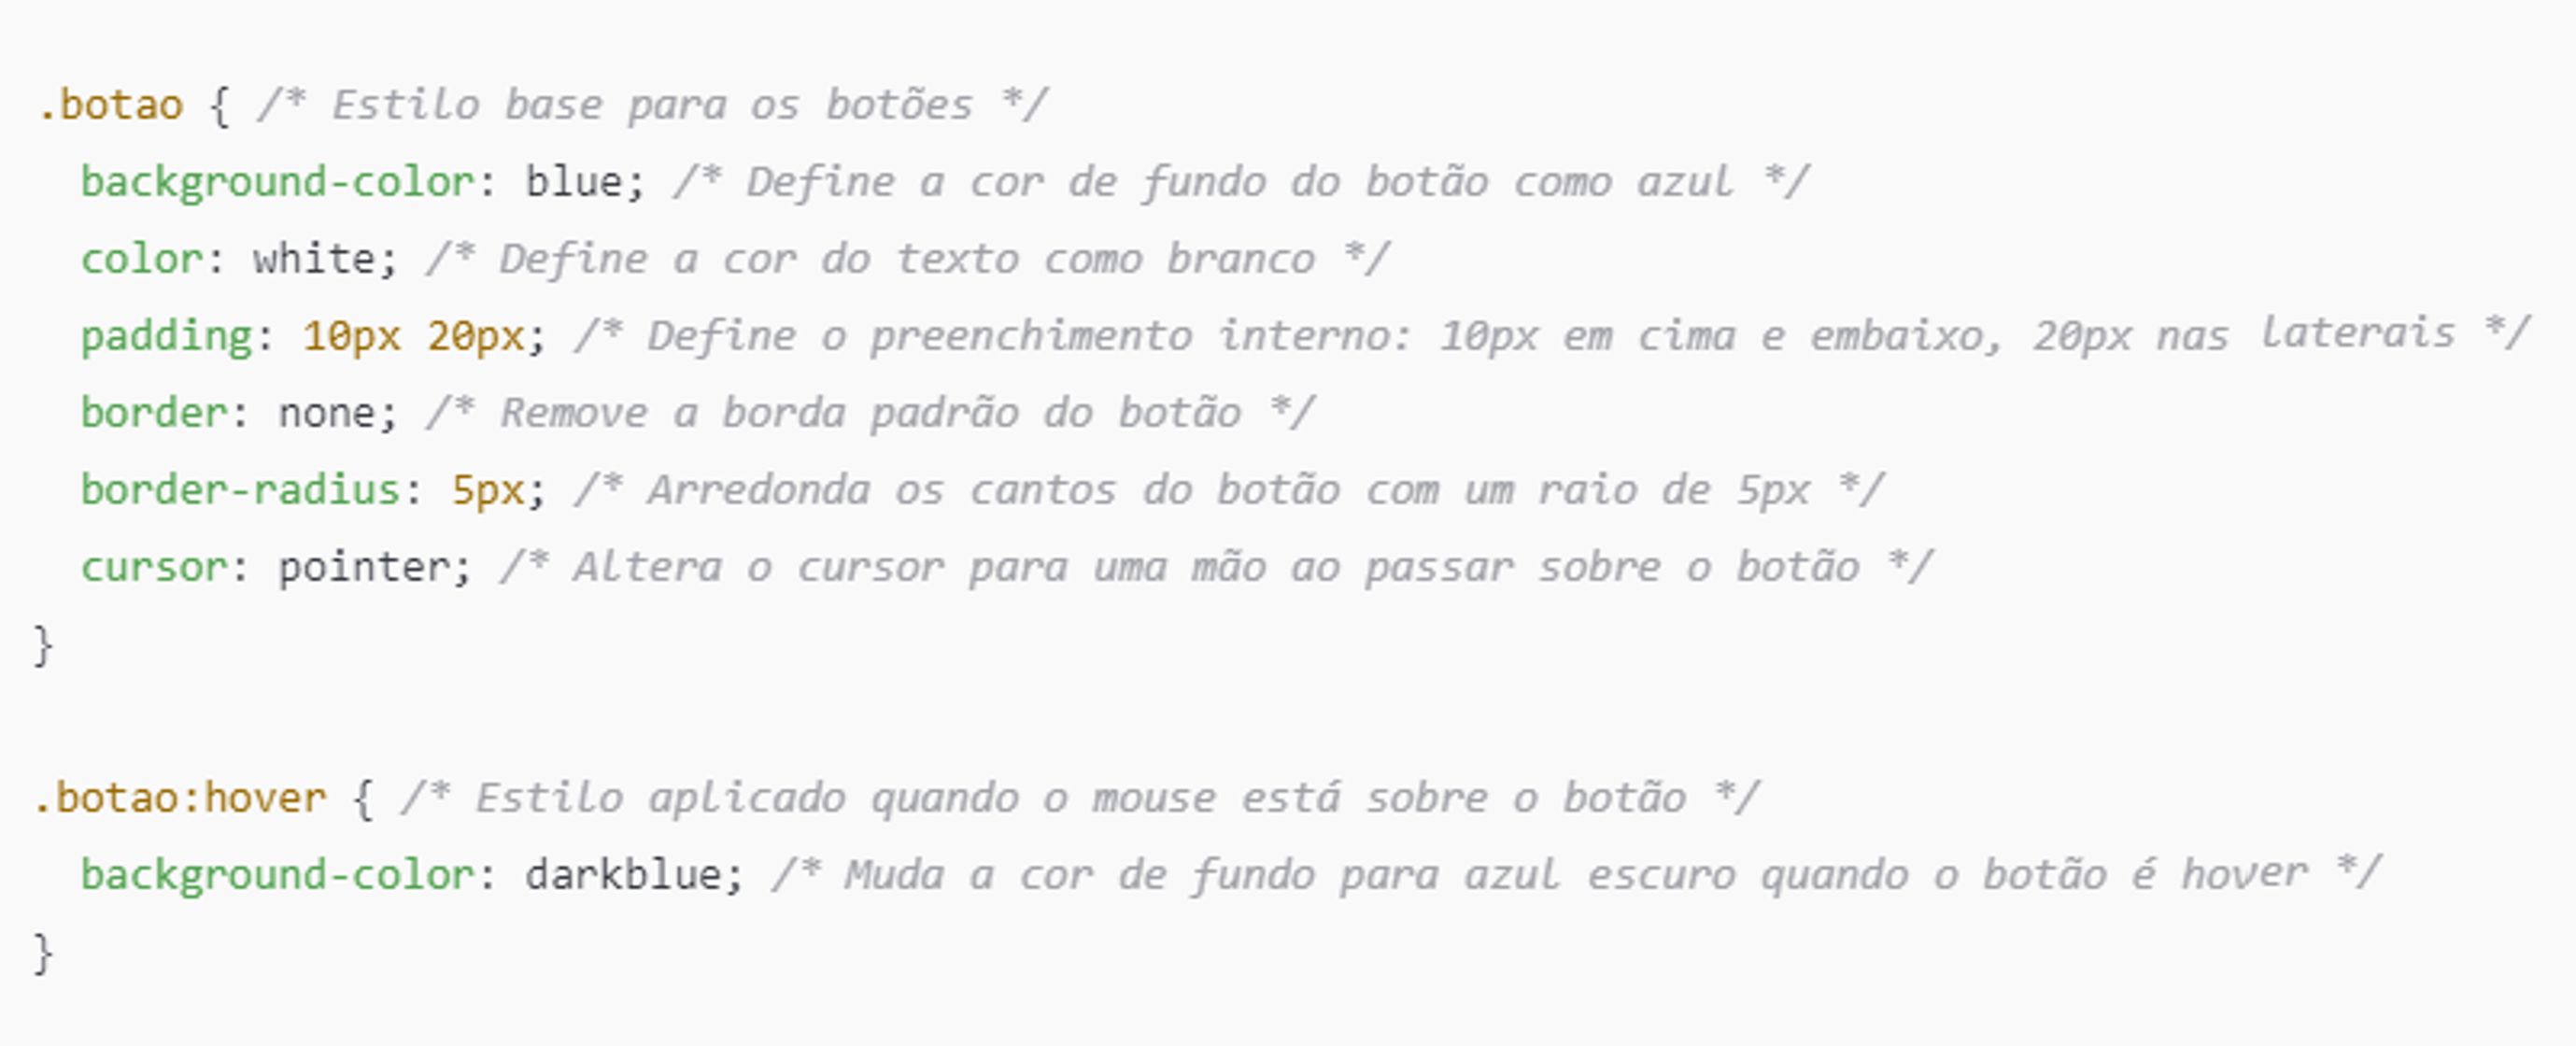 .botao { /* Estilo base para os botões */
background-color: blue; /* Define a cor de fundo do botão como azul */
color: white; /* Define a cor do texto como branco */
padding: 10px 20px; /* Define o preenchimento interno: 10px em cima e embaixo, 20px nas laterais */
border: none; /* Remove a borda padrão do botão */
border-radius: 5px; /* Arredonda os cantos do botão com um raio de 5px */
cursor: pointer; /* Altera o cursor para uma mão ao passar sobre o botão */
}
.botao:hover { /* Estilo aplicado quando o mouse está sobre o botão */
background-color: darkblue; /* Muda a cor de fundo para azul escuro quando o botão é hover */
}